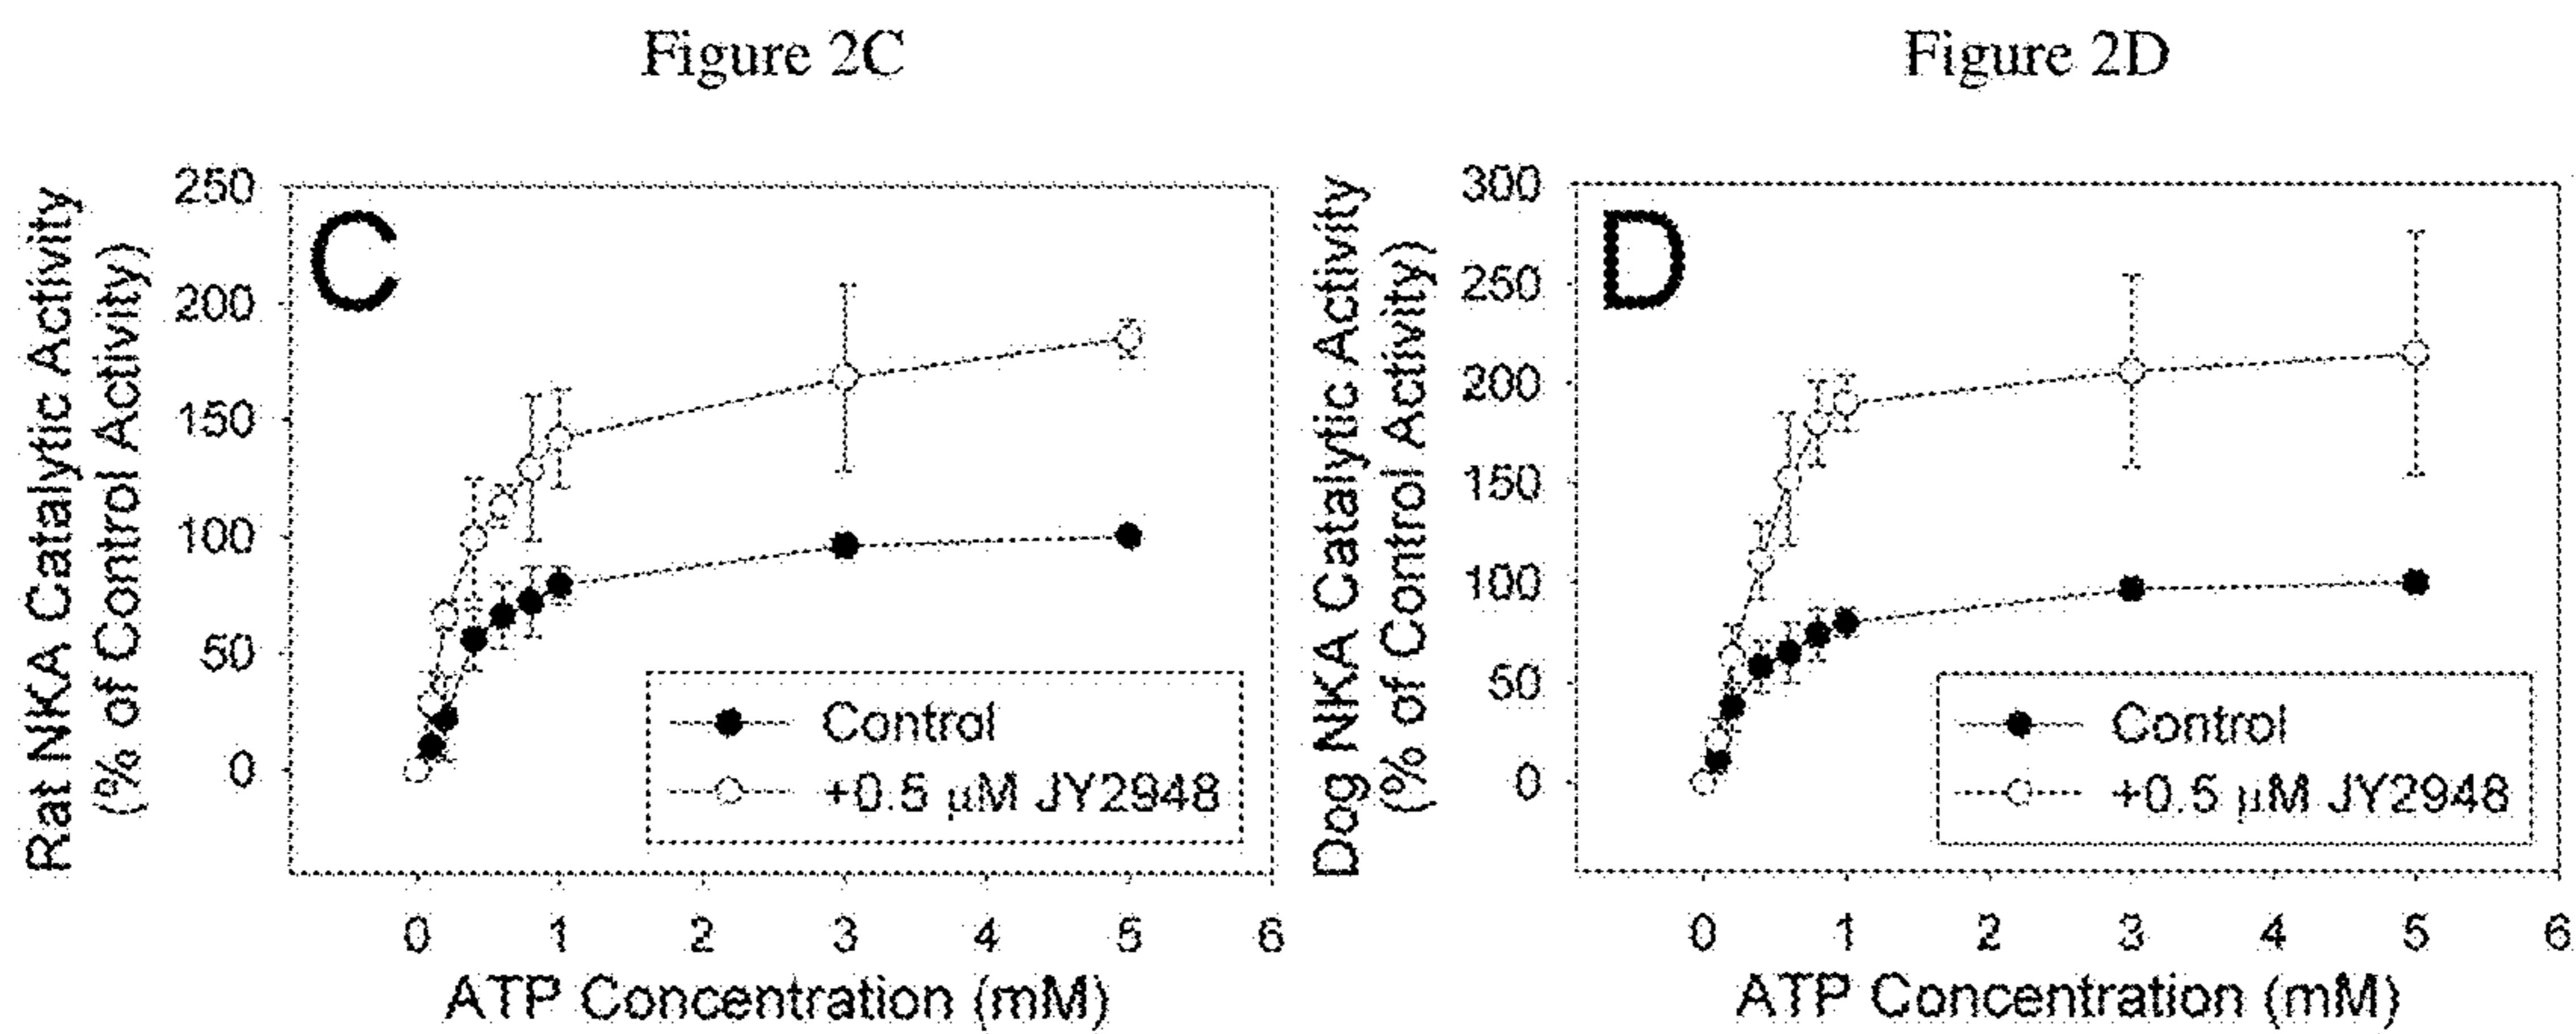 Figure 2C
Figure 2D
Rat NKA Catalytic Activity
(% of Control Activity)
250
200
150
100
50
0
C
Control
+0.5 µM JY2948
0 1 2 3 4 5 6
ATP Concentration (mM)
Dog NKA Catalytic Activity
(% of Control Activity)
300
250
200
150
100
50
0
D
Control
+0.5 µM JY2948
0 1 2 3 4 5 6
ATP Concentration (mM)